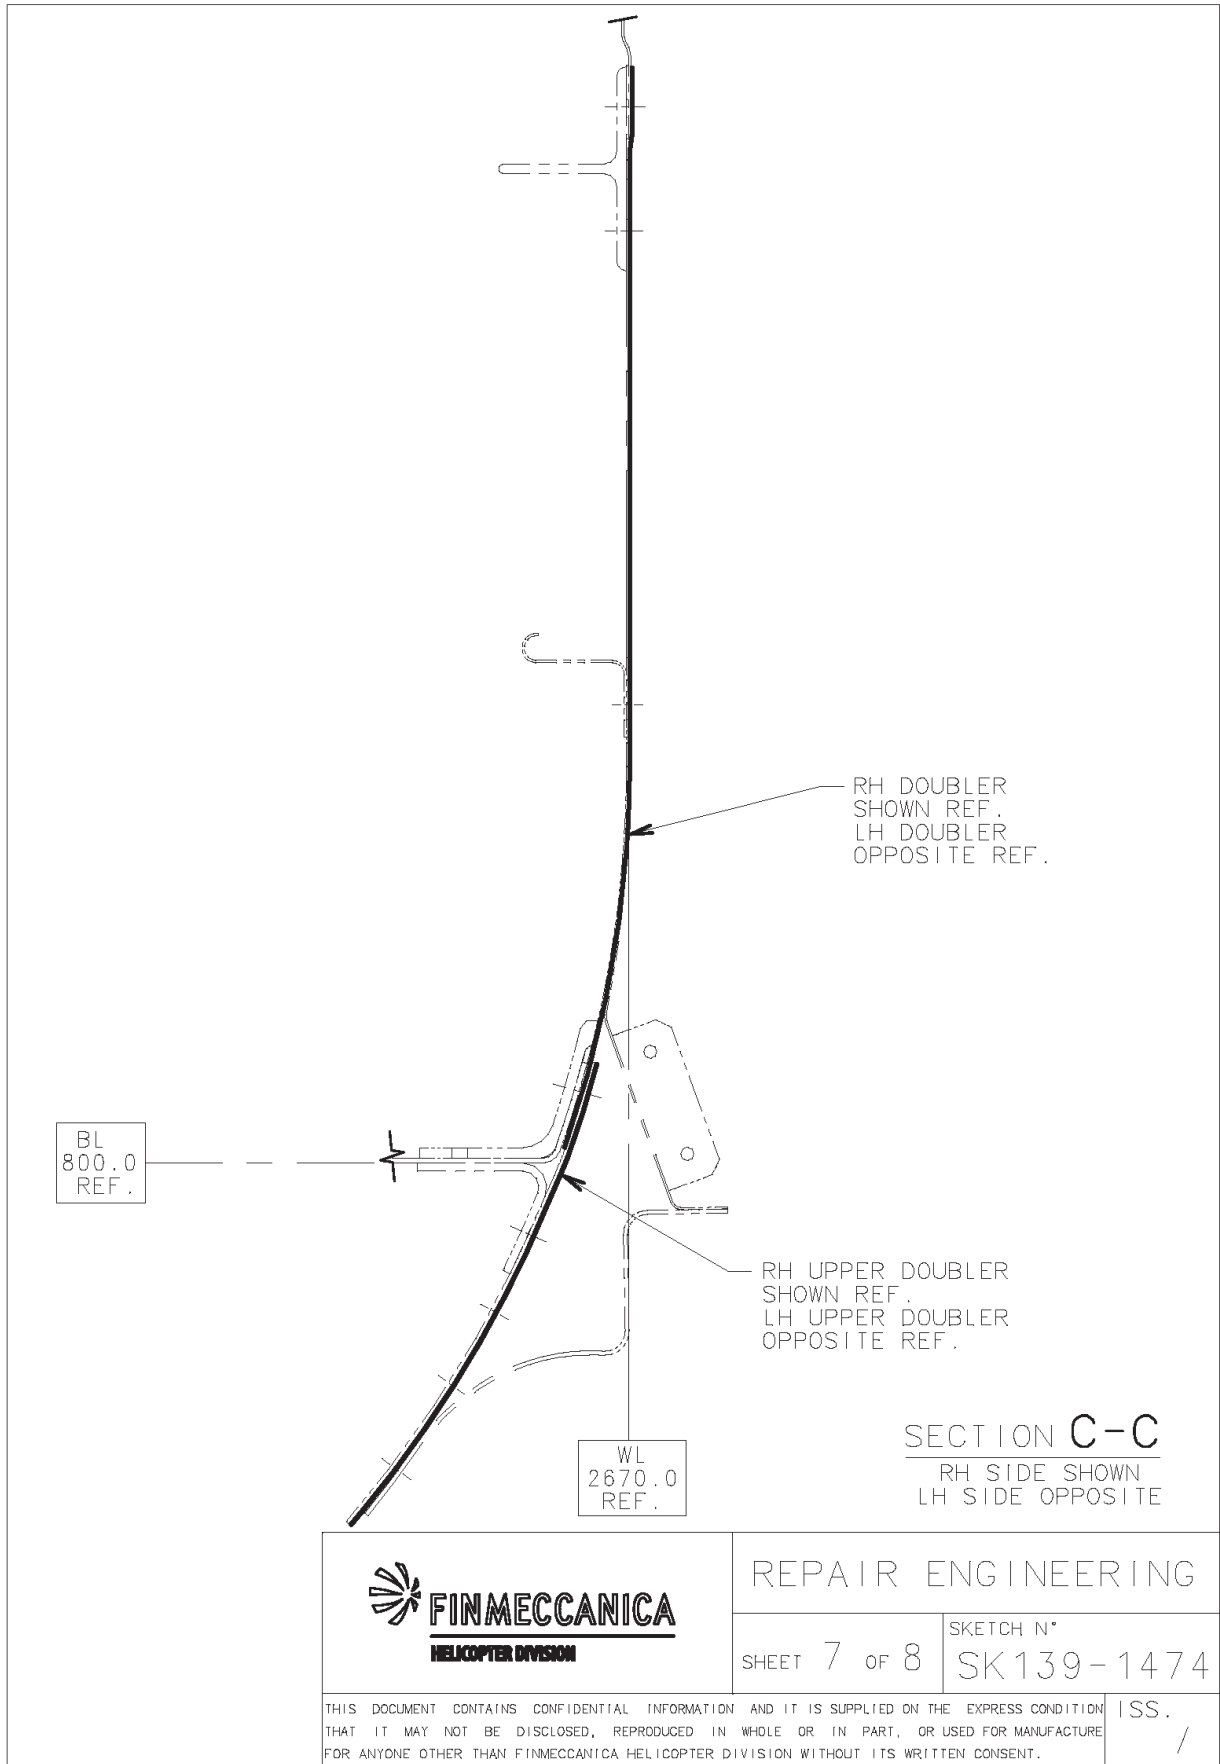 RH DOUBLER
SHOWN REF.
LH DOUBLER
OPPOSITE REF.
BL
800.0
REF.
RH UPPER DOUBLER
SHOWN REF.
LH UPPER DOUBLER
OPPOSITE REF.
WL
2670.0
REF.
SECTION C-C
RH SIDE SHOWN
LH SIDE OPPOSITE
FINMECCANICA
HELICOPTER DIVISION
REPAIR ENGINEERING
SHEET 7 OF 8
SKETCH N°
SK139-1474
THIS DOCUMENT CONTAINS CONFIDENTIAL INFORMATION AND IT IS SUPPLIED ON THE EXPRESS CONDITION
THAT IT MAY NOT BE DISCLOSED, REPRODUCED IN WHOLE OR IN PART, OR USED FOR MANUFACTURE
FOR ANYONE OTHER THAN FINMECCANICA HELICOPTER DIVISION WITHOUT ITS WRITTEN CONSENT.
ISS.
/